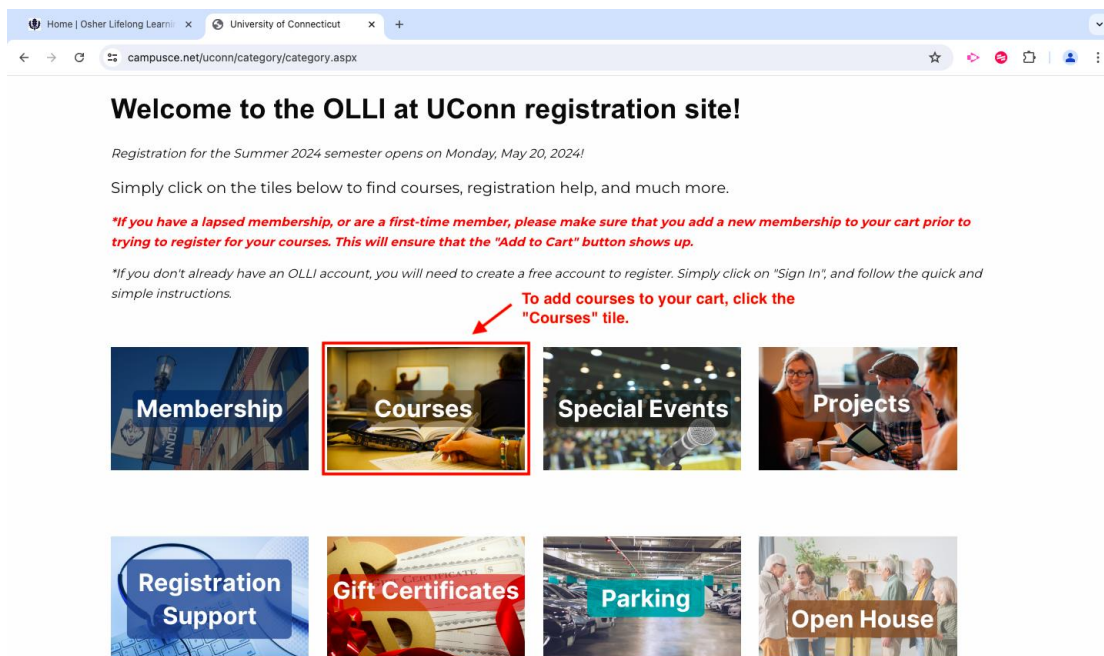 Home | Osher Lifelong Learni
University of Connecticut
campusce.net/uconn/category/category.aspx
Welcome to the OLLI at UConn registration site!
Registration for the Summer 2024 semester opens on Monday, May 20, 2024!
Simply click on the tiles below to find courses, registration help, and much more.
*If you have a lapsed membership, or are a first-time member, please make sure that you add a new membership to your cart prior to
trying to register for your courses. This will ensure that the "Add to Cart" button shows up.
*If you don't already have an OLLI account, you will need to create a free account to register. Simply click on "Sign In", and follow the quick and
simple instructions.
To add courses to your cart, click the
"Courses" tile.
Membership
Courses
Special Events
Projects
Registration
Support
Gift Certificates
Parking
Open House